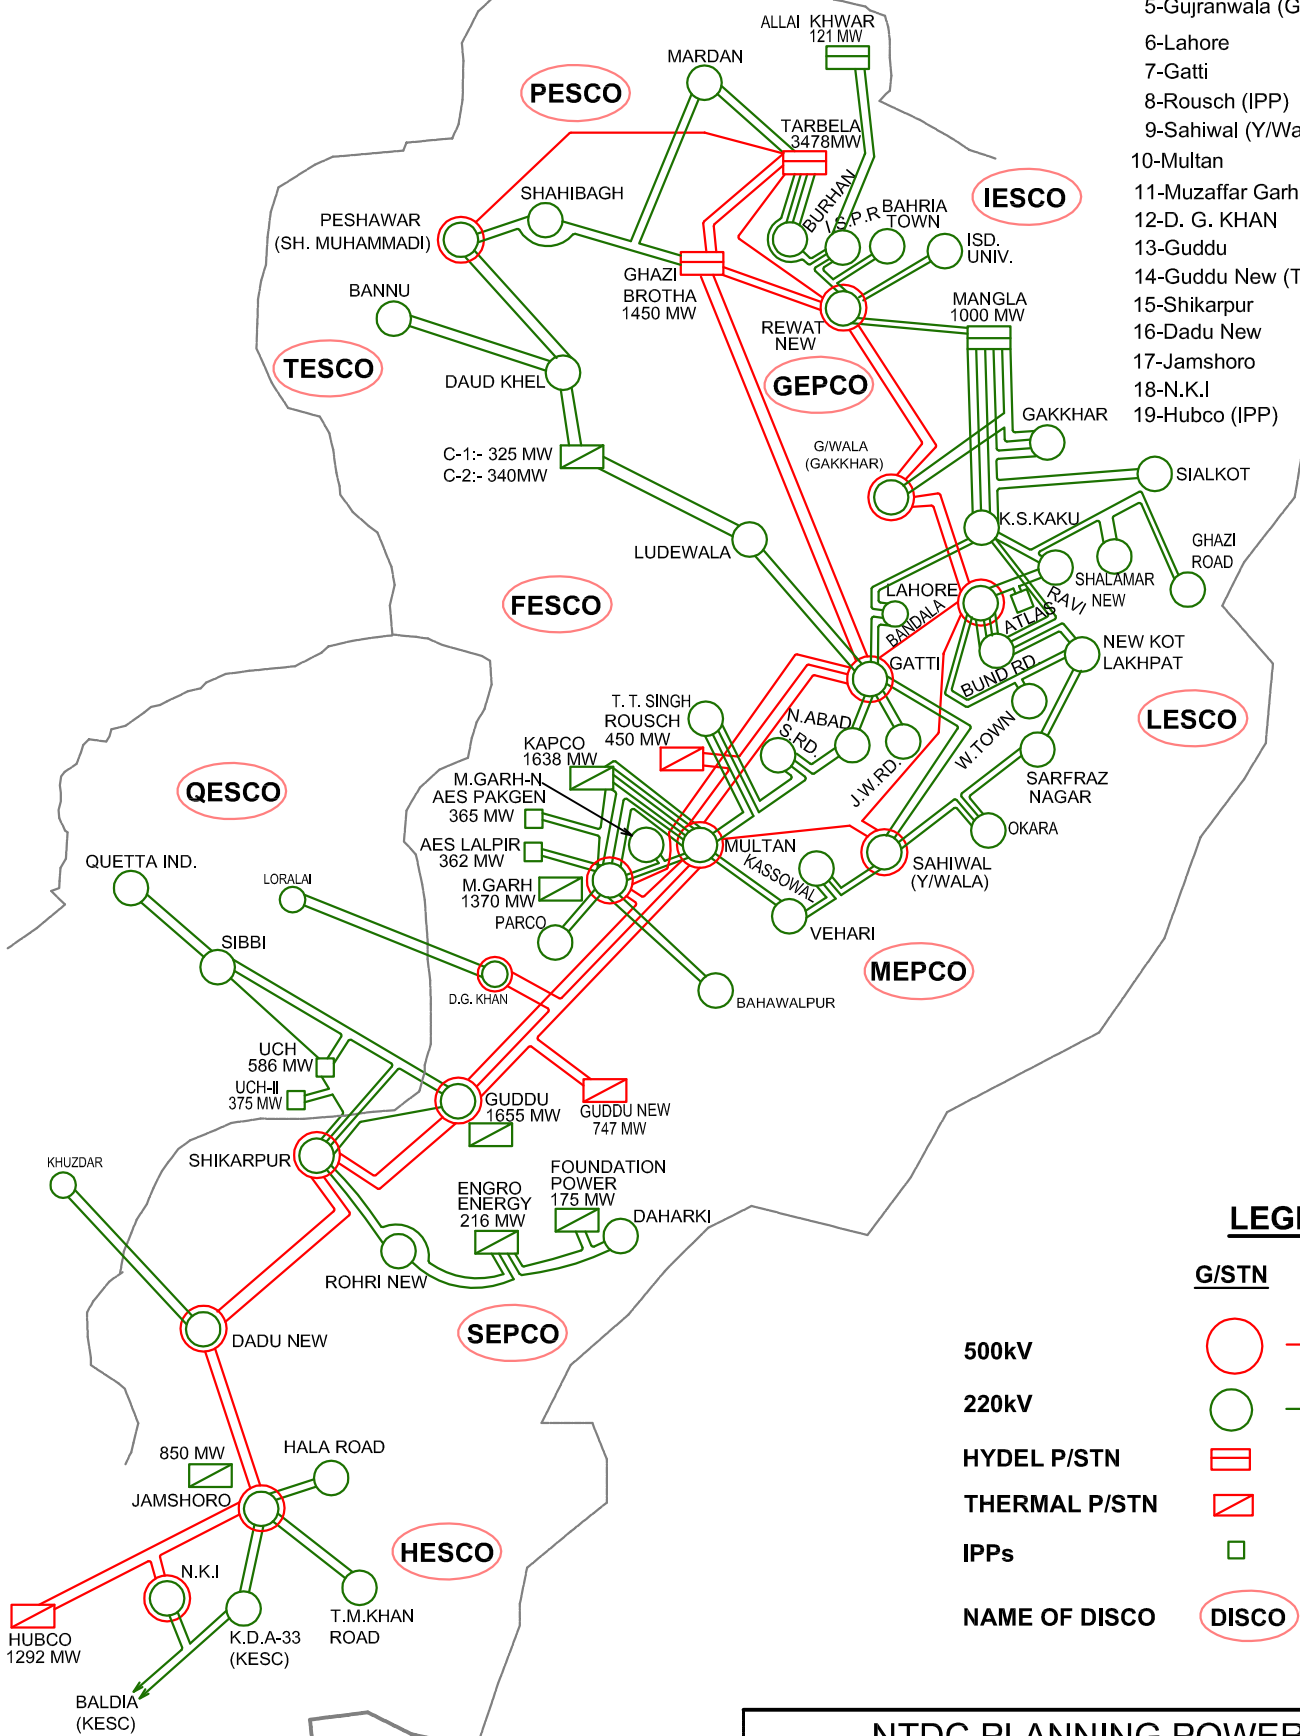 5-Gujranwala (G
6-Lahore
7-Gatti
8-Rousch (IPP)
9-Sahiwal (Y/Wa
10-Multan
11-Muzaffar Garh
12-D. G. KHAN
13-Guddu
14-Guddu New (T
15-Shikarpur
16-Dadu New
17-Jamshoro
18-N.K.I
19-Hubco (IPP)
ALLAI KHWAR
121 MW
MARDAN
PESCO
TARBELA
3478MW
SHAHIBAGH
BURHAN
I.S.P.R
BAHRIA
TOWN
IESCO
PESHAWAR
(SH. MUHAMMADI)
ISD.
UNIV.
GHAZI
BROTHA
1450 MW
BANNU
MANGLA
1000 MW
REWAT
NEW
TESCO
DAUD KHEL
GEPCO
GAKKHAR
C-1:- 325 MW
C-2:- 340MW
G/WALA
(GAKKHAR)
SIALKOT
K.S.KAKU
LUDEWALA
GHAZI
ROAD
SHALAMAR
NEW
FESCO
LAHORE
RAVI
BANDALA
ATLAS
NEW KOT
LAKHPAT
GATTI
BUND RD
T. T. SINGH
ROUSCH
450 MW
N.ABAD
S.RD.
LESCO
KAPCO
1638 MW
W.TOWN
J.W.RD.
M.GARH-N
AES PAKGEN
365 MW
SARFRAZ
NAGAR
QESCO
OKARA
AES LALPIR
362 MW
MULTAN
QUETTA IND.
LORALAI
KASSOWAL
SAHIWAL
(Y/WALA)
M.GARH
1370 MW
PARCO
VEHARI
SIBBI
MEPCO
D.G. KHAN
BAHAWALPUR
UCH
586 MW
UCH-II
375 MW
GUDDU
1655 MW
GUDDU NEW
747 MW
SHIKARPUR
KHUZDAR
FOUNDATION
POWER
175 MW
ENGRO
ENERGY
216 MW
DAHARKI
ROHRI NEW
SEPCO
DADU NEW
850 MW
HALA ROAD
JAMSHORO
HESCO
N.K.I
T.M.KHAN
ROAD
K.D.A-33
(KESC)
HUBCO
1292 MW
BALDIA
(KESC)
G/STN
500kV
220kV
HYDEL P/STN
THERMAL P/STN
IPPs
NAME OF DISCO
DISCO
NTDC PLANNING POWER